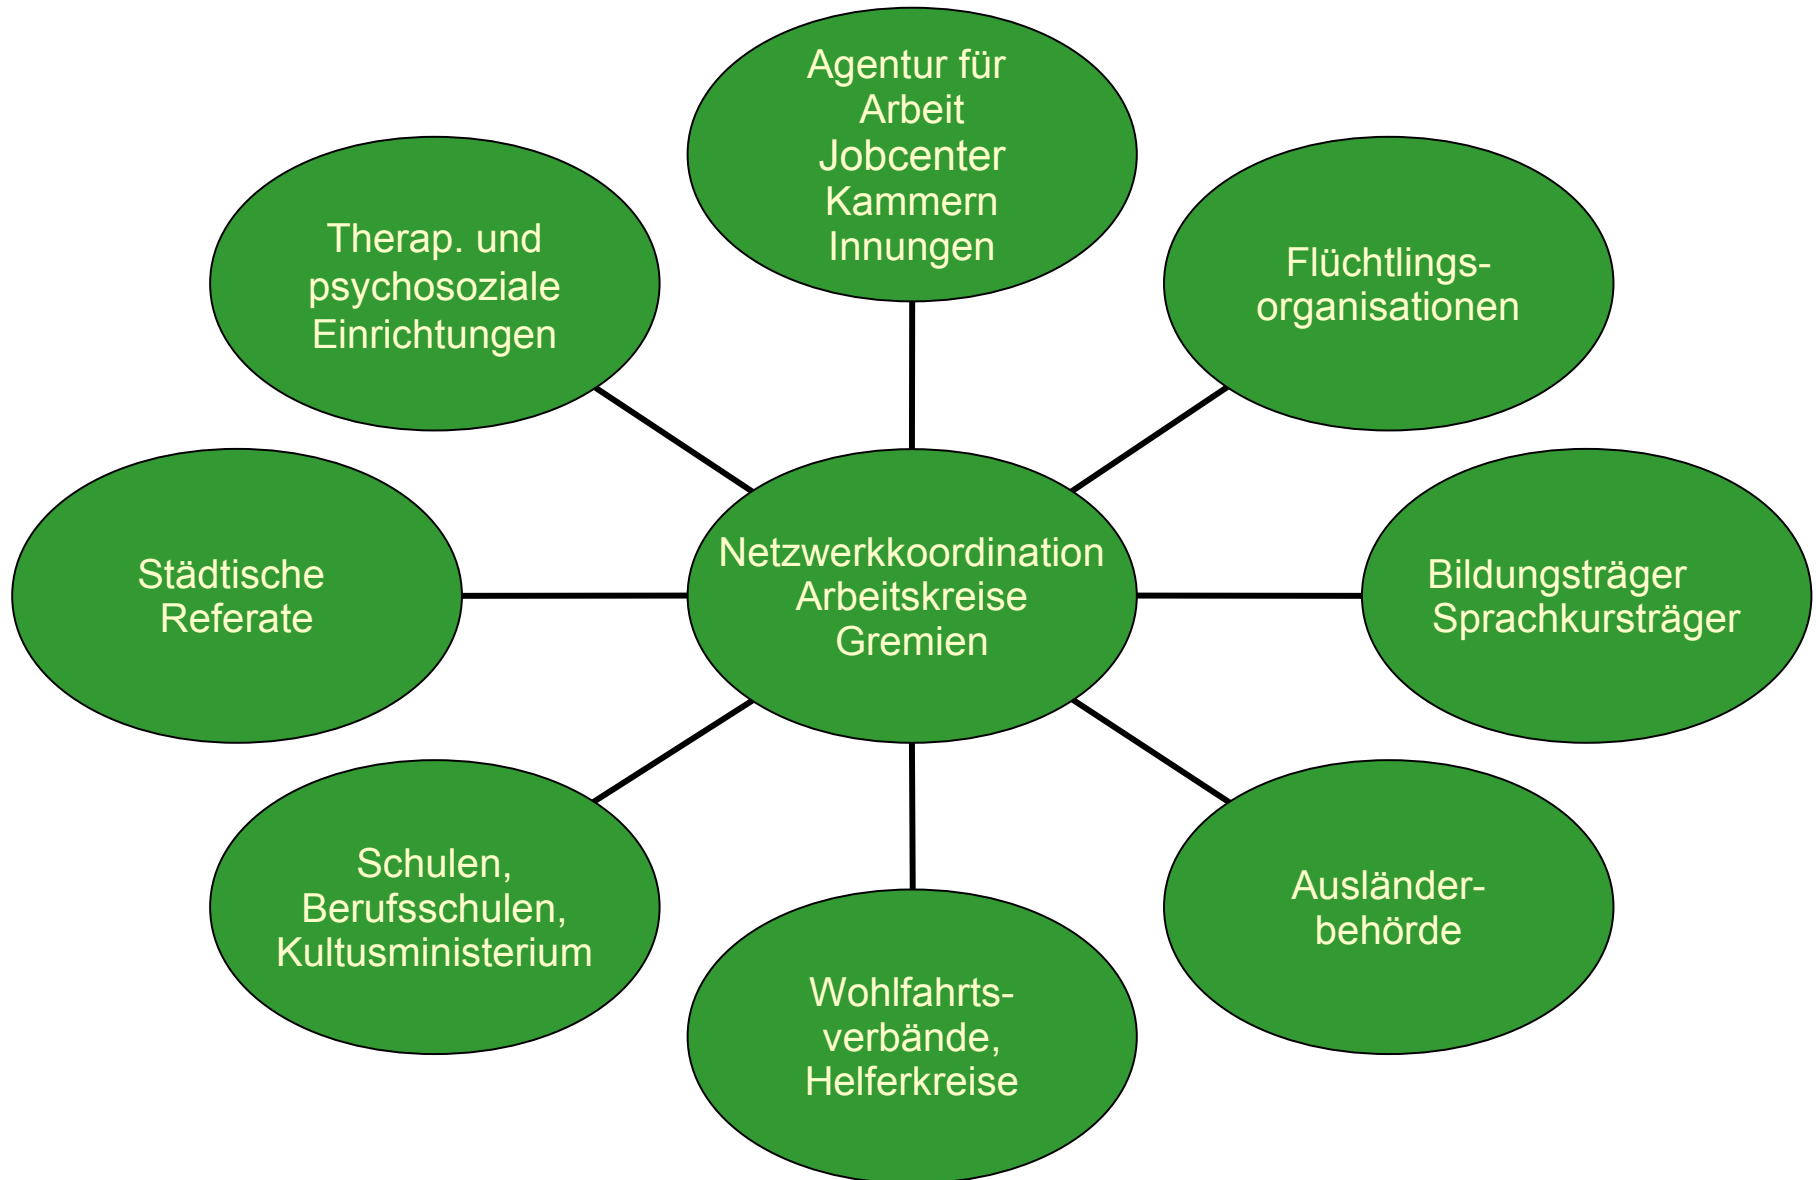 Agentur für
Arbeit
Jobcenter
Kammern
Innungen
Therap. und
psychosoziale
Einrichtungen
Flüchtlings-
organisationen
Städtische
Referate
Netzwerkkoordination
Arbeitskreise
Gremien
Bildungsträger
Sprachkursträger
Schulen,
Berufsschulen,
Kultusministerium
Ausländer-
behörde
Wohlfahrts-
verbände,
Helferkreise